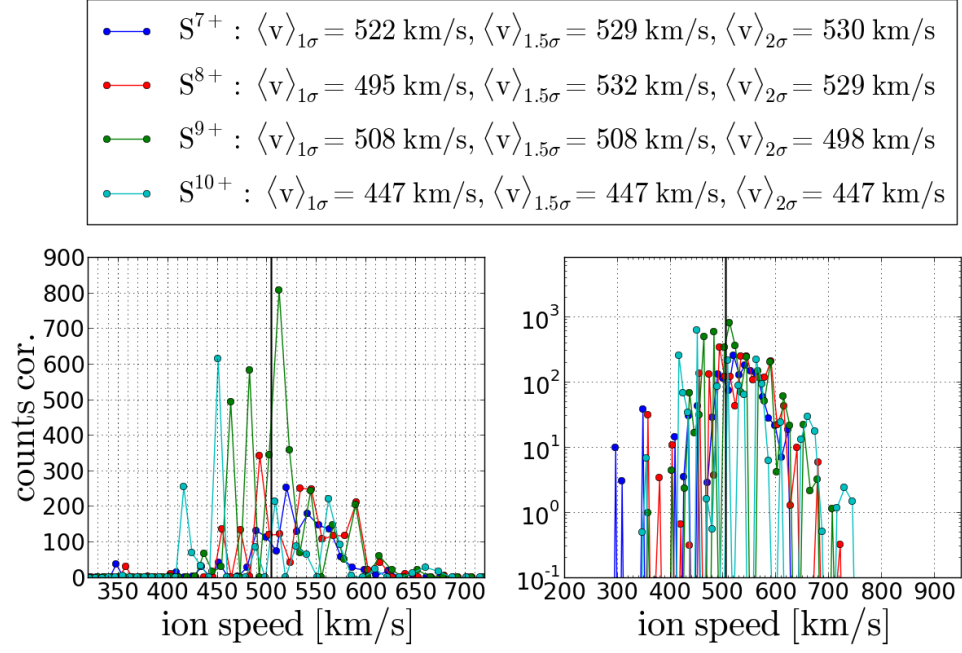 S⁷⁺ : ⟨v⟩₁σ = 522 km/s, ⟨v⟩₁.₅σ = 529 km/s, ⟨v⟩₂σ = 530 km/s
S⁸⁺ : ⟨v⟩₁σ = 495 km/s, ⟨v⟩₁.₅σ = 532 km/s, ⟨v⟩₂σ = 529 km/s
S⁹⁺ : ⟨v⟩₁σ = 508 km/s, ⟨v⟩₁.₅σ = 508 km/s, ⟨v⟩₂σ = 498 km/s
S¹⁰⁺ : ⟨v⟩₁σ = 447 km/s, ⟨v⟩₁.₅σ = 447 km/s, ⟨v⟩₂σ = 447 km/s
counts cor.
900
800
700
600
500
400
300
200
100
0
350 400 450 500 550 600 650 700
ion speed [km/s]
10³
10²
10¹
10⁰
10⁻¹
200 300 400 500 600 700 800 900
ion speed [km/s]